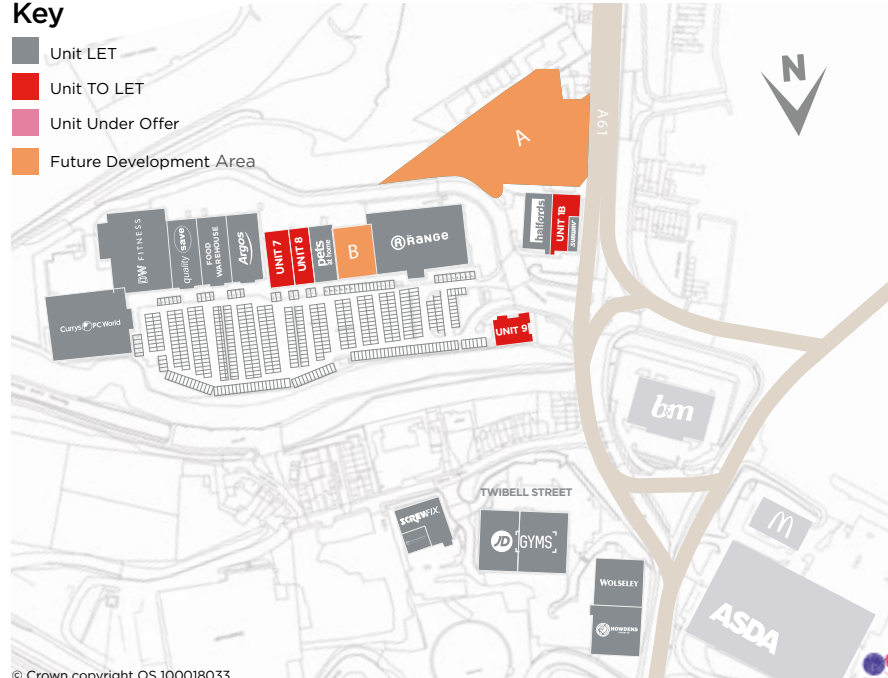 Key
Unit LET
Unit TO LET
Unit Under Offer
Future Development Area
N
A61
A
halfords
UNIT 1B
SUBWAY
DW FITNESS
quality save
FOOD
WAREHOUSE
Argos
UNIT 7
UNIT 8
pets
at home
B
THE RANGE
Currys PC World
UNIT 9
b&m
TWIBELL STREET
SCREWFIX
JD GYMS
WOLSELEY
HOWDENS
M
ASDA
© Crown copyright OS 100018033